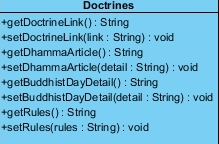 Doctrines
+getDoctrineLink() : String
+setDoctrineLink(link : String) : void
+getDhammaArticle() : String
+setDhammaArticle(detail : String) : void
+getBuddhistDayDetail() : String
+setBuddhistDayDetail(detail : String) : void
+getRules() : String
+setRules(rules : String) : void